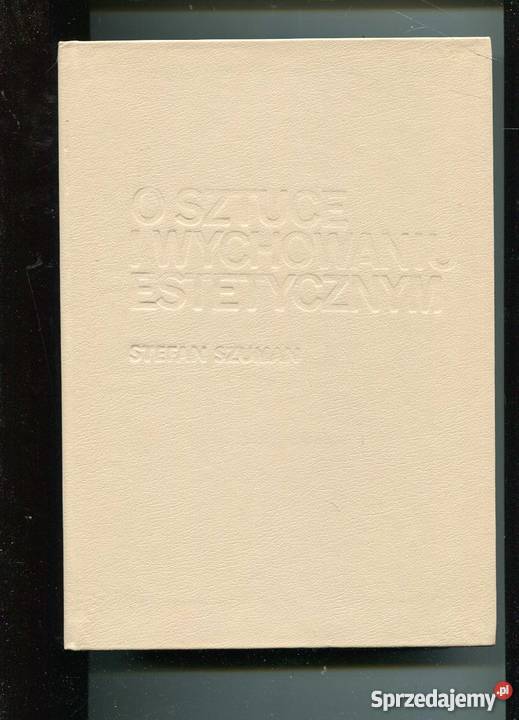 O SZTUCE
I WYCHOWANIU
ESTETYCZNYM
STEFAN SZUMAN
Sprzedajemy.pl